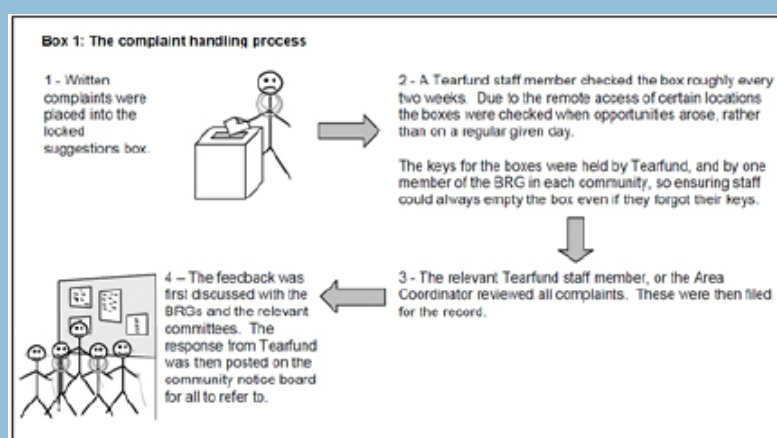 Box 1: The complaint handling process
1 - Written
complaints were
placed into the
locked
suggestions box.
2 - A Tearfund staff member checked the box roughly every
two weeks. Due to the remote access of certain locations
the boxes were checked when opportunities arose, rather
than on a regular given day.
The keys for the boxes were held by Tearfund, and by one
member of the BRG in each community, so ensuring staff
could always empty the box even if they forgot their keys.
3 - The relevant Tearfund staff member, or the Area
Coordinator reviewed all complaints. These were then filed
for the record.
4 – The feedback was
first discussed with the
BRGs and the relevant
committees. The
response from Tearfund
was then posted on the
community notice board
for all to refer to.